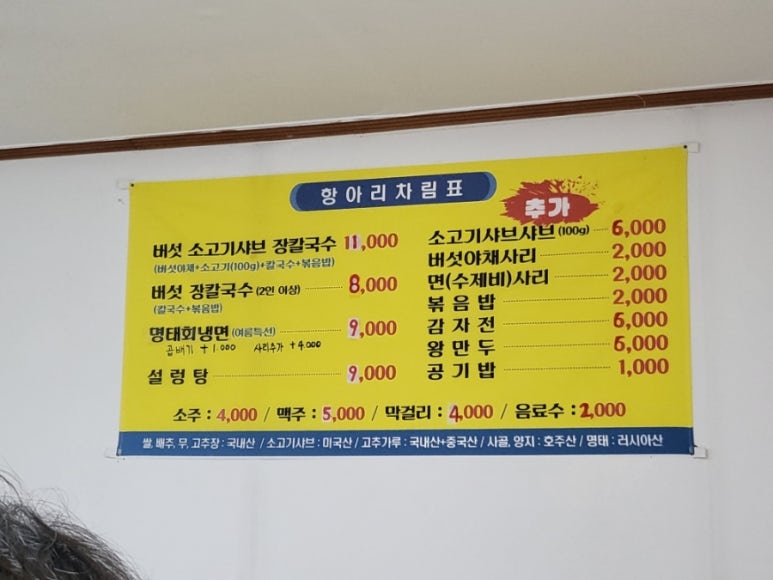 항아리차림표
버섯 소고기샤브 장칼국수 11,000
(버섯야채+소고기(100g)+칼국수+볶음밥)
버섯 장칼국수 (2인 이상) 8,000
(칼국수+볶음밥)
명태회냉면 (여름특선) 9,000
곱배기 +1.000 사리추가 +4.000
설렁탕 9,000
추가
소고기샤브샤브 (100g) 6,000
버섯야채사리 2,000
면(수제비)사리 2,000
볶음밥 2,000
감자전 6,000
왕만두 6,000
공기밥 1,000
소주 : 4,000 / 맥주 : 5,000 / 막걸리 : 4,000 / 음료수 : 2,000
쌀, 배추, 무, 고추장 : 국내산 / 소고기샤브 : 미국산 / 고추가루 : 국내산+중국산 / 사골, 양지 : 호주산 / 명태 : 러시아산